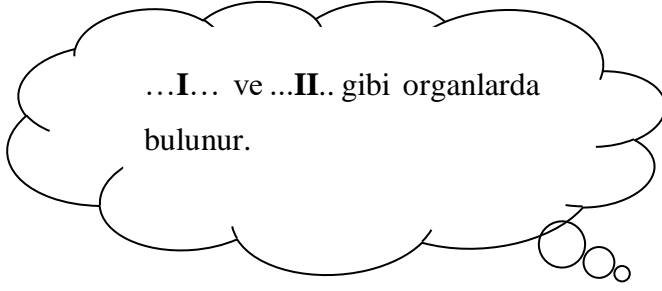 …I… ve ...II.. gibi organlarda
bulunur.